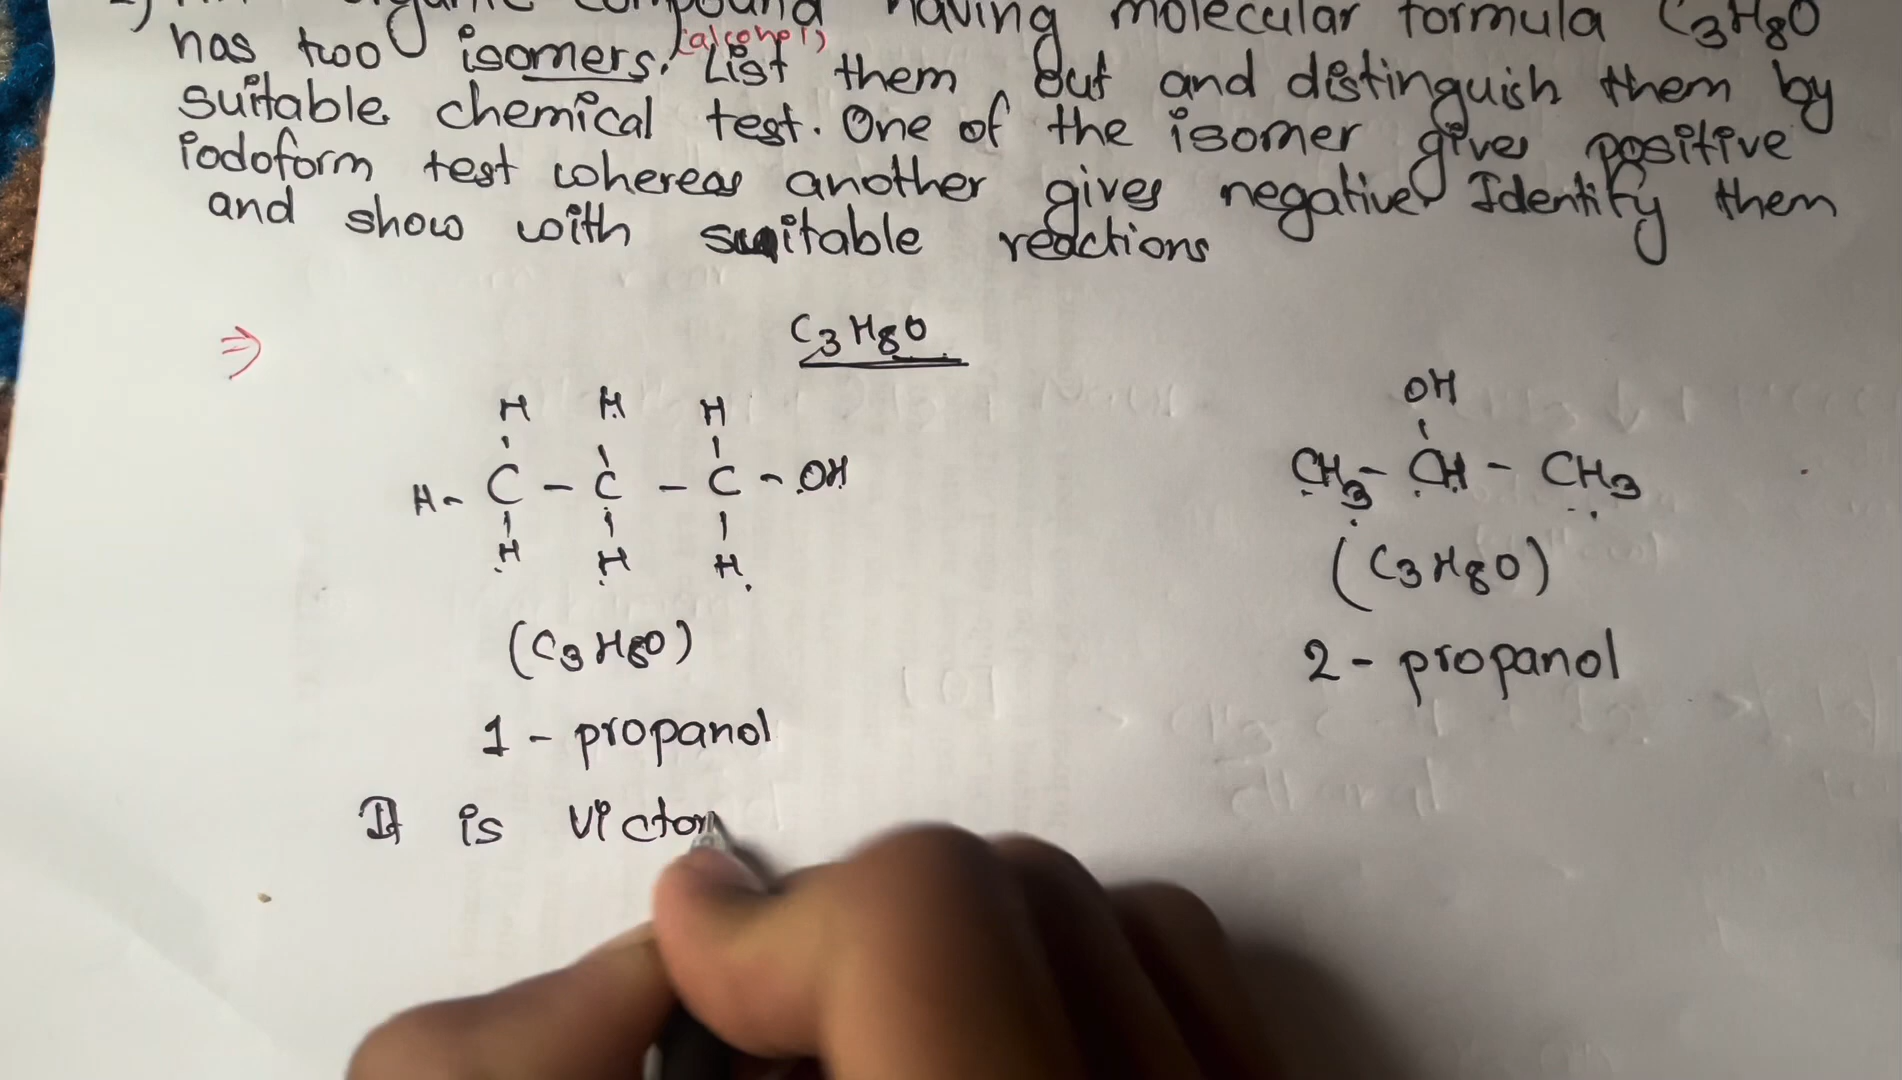 organic compound having molecular formula C3H8O
has two isomers. (alcohol) List them out and distinguish them by
suitable chemical test. One of the isomer gives positive
iodoform test whereas another gives negative Identify them
and show with suitable reactions
⇒ C3H8O
H H H
H - C - C - C - OH
H H H
(C3H8O)
1 - propanol
It is victor
OH
CH3 - CH - CH3
(C3H8O)
2 - propanol